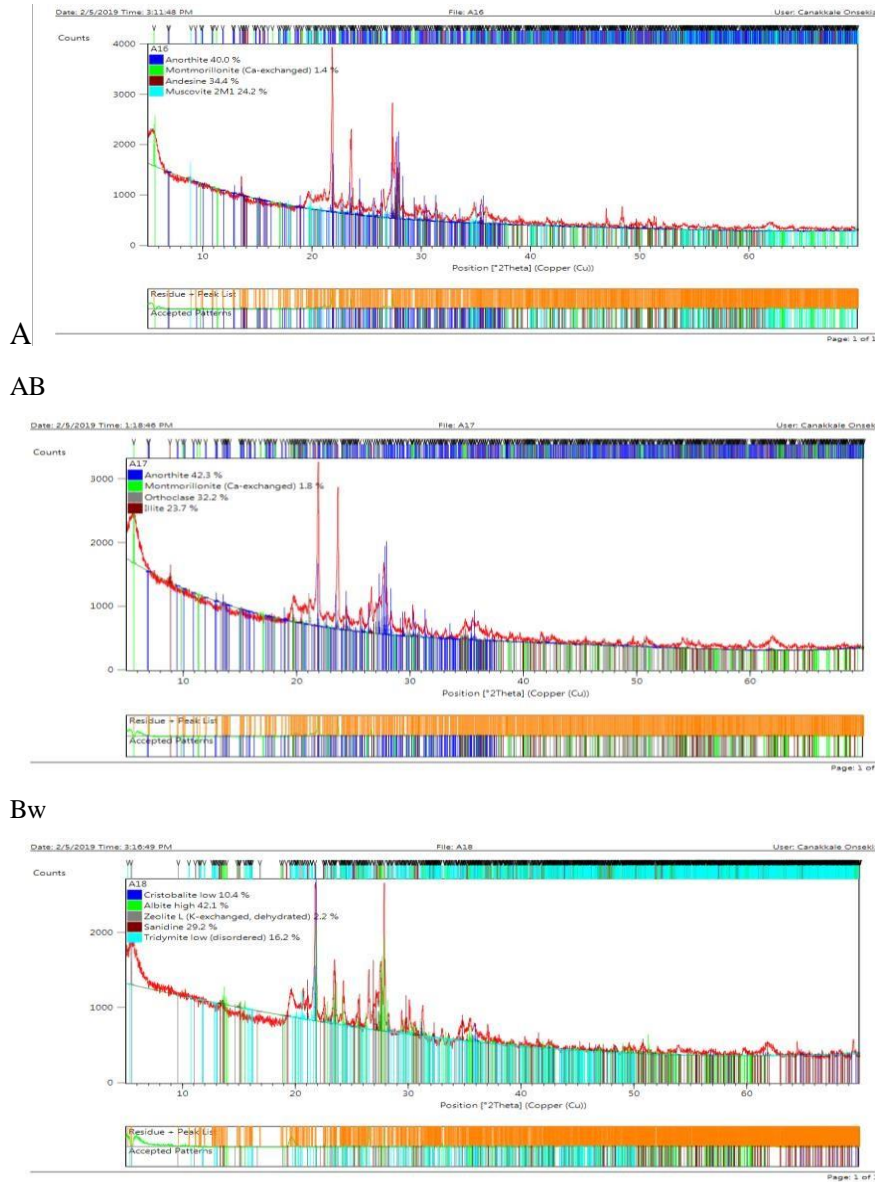 Date: 2/5/2019 Time: 3:11:48 PM File: A16 User: Canakkale Onseki
Counts
A16
Anorthite 40.0 %
Montmorillonite (Ca-exchanged) 1.4 %
Andesine 34.4 %
Muscovite 2M1 24.2 %
4000
3000
2000
1000
0
10 20 30 40 50 60
Position [°2Theta] (Copper (Cu))
Residue + Peak List
Accepted Patterns
Page: 1 of 1
A
AB
Date: 2/5/2019 Time: 1:18:46 PM File: A17 User: Canakkale Onseki
Counts
A17
Anorthite 42.3 %
Montmorillonite (Ca-exchanged) 1.8 %
Orthoclase 32.2 %
Illite 23.7 %
3000
2000
1000
0
10 20 30 40 50 60
Position [°2Theta] (Copper (Cu))
Residue + Peak List
Accepted Patterns
Page: 1 of
Bw
Date: 2/5/2019 Time: 3:16:49 PM File: A18 User: Canakkale Onseki
Counts
A18
Cristobalite low 10.4 %
Albite high 42.1 %
Zeolite L (K-exchanged, dehydrated) 2.2 %
Sanidine 29.2 %
Tridymite low (disordered) 16.2 %
2000
1000
0
10 20 30 40 50 60
Position [°2Theta] (Copper (Cu))
Residue + Peak List
Accepted Patterns
Page: 1 of 1